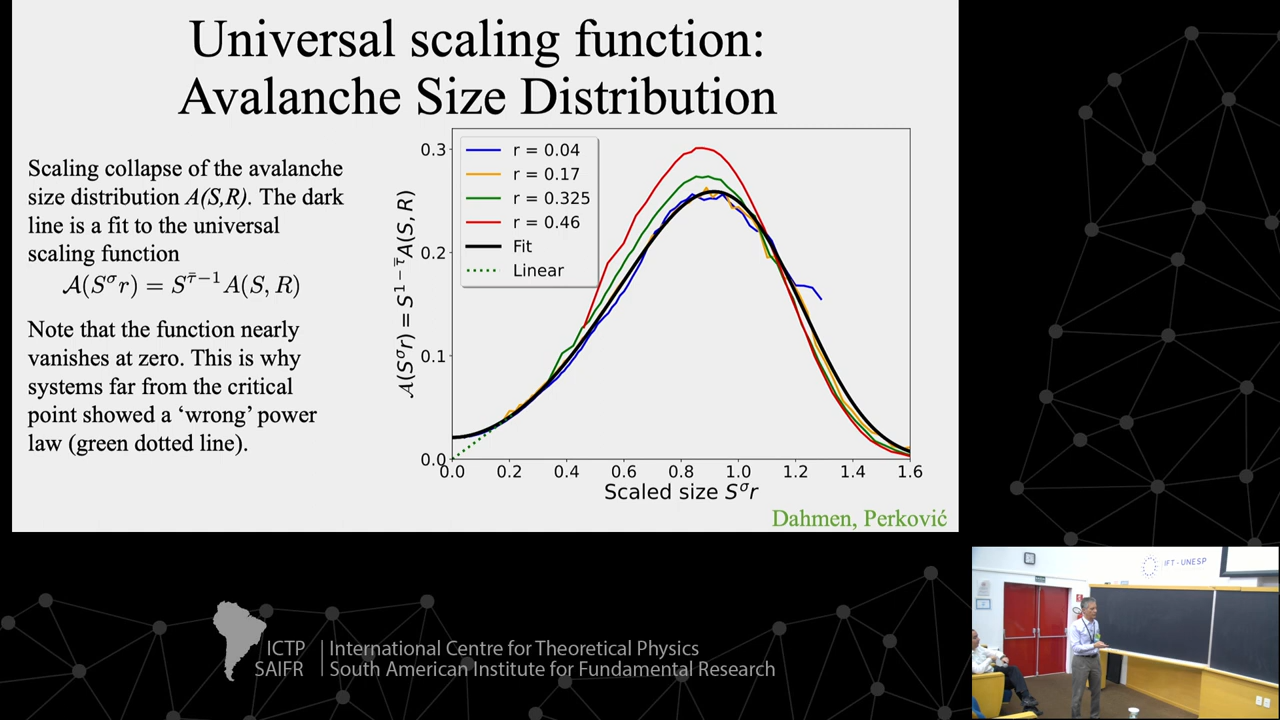 Universal scaling function:
Avalanche Size Distribution
Scaling collapse of the avalanche
size distribution A(S,R). The dark
line is a fit to the universal
scaling function
𝒜(S^σ r) = S^{τ̄−1} A(S, R)
Note that the function nearly
vanishes at zero. This is why
systems far from the critical
point showed a ‘wrong’ power
law (green dotted line).
𝒜(S^σ r) = S^{1−τ̄} A(S, R)
0.3
0.2
0.1
0.0
r = 0.04
r = 0.17
r = 0.325
r = 0.46
Fit
Linear
0.0 0.2 0.4 0.6 0.8 1.0 1.2 1.4 1.6
Scaled size S^σ r
Dahmen, Perković
IFT - UNESP
ICTP International Centre for Theoretical Physics
SAIFR South American Institute for Fundamental Research